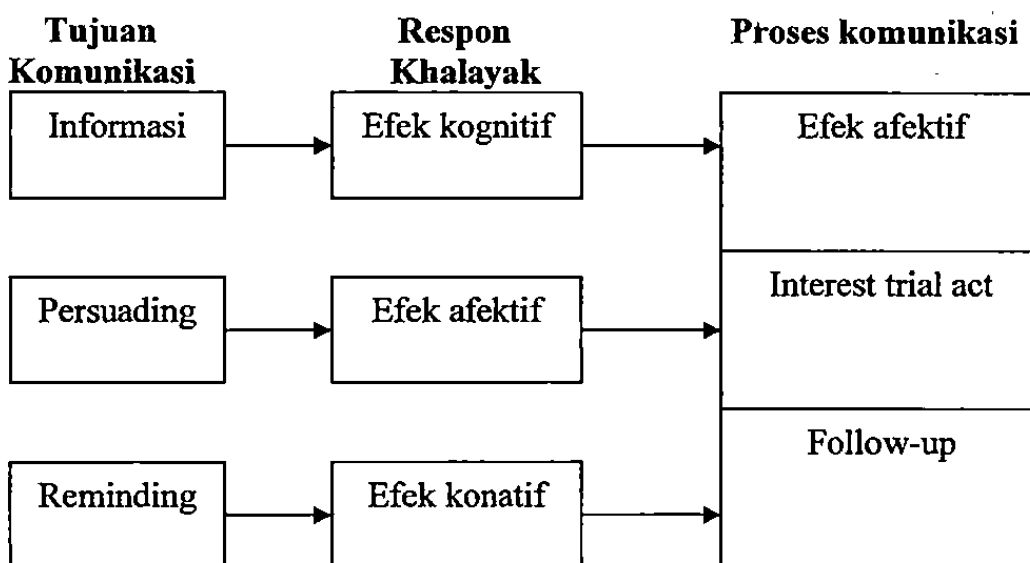 Tujuan
Komunikasi
Respon
Khalayak
Proses komunikasi
Informasi
Efek kognitif
Efek afektif
Persuading
Efek afektif
Interest trial act
Reminding
Efek konatif
Follow-up